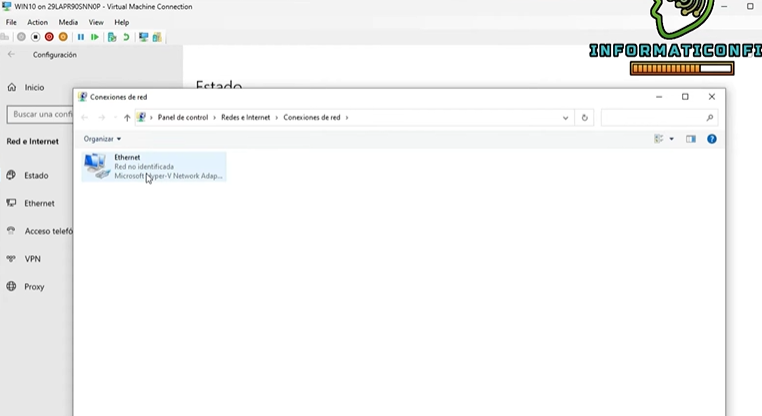 WIN10 on 29LAPR90SNN0P - Virtual Machine Connection
File Action Media View Help
INFORMATICONFI
Configuración
Inicio
Estado
Buscar una confi
Red e Internet
Estado
Ethernet
Acceso telefó
VPN
Proxy
Conexiones de red
Panel de control › Redes e Internet › Conexiones de red ›
Organizar
Ethernet
Red no identificada
Microsoft Hyper-V Network Adap...